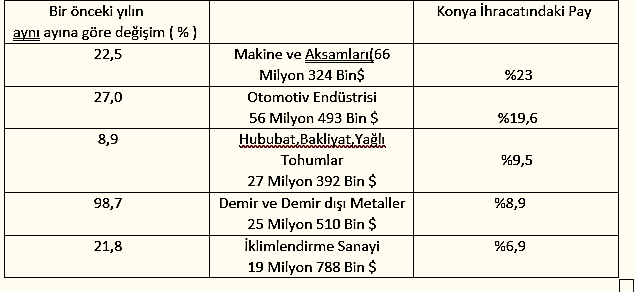 Bir önceki yılın
aynı ayına göre değişim ( % )
Konya İhracatındaki Pay
22,5
Makine ve Aksamları(66
Milyon 324 Bin$
%23
27,0
Otomotiv Endüstrisi
56 Milyon 493 Bin $
%19,6
8,9
Hububat,Bakliyat,Yağlı
Tohumlar
27 Milyon 392 Bin $
%9,5
98,7
Demir ve Demir dışı Metaller
25 Milyon 510 Bin $
%8,9
21,8
İklimlendirme Sanayi
19 Milyon 788 Bin $
%6,9